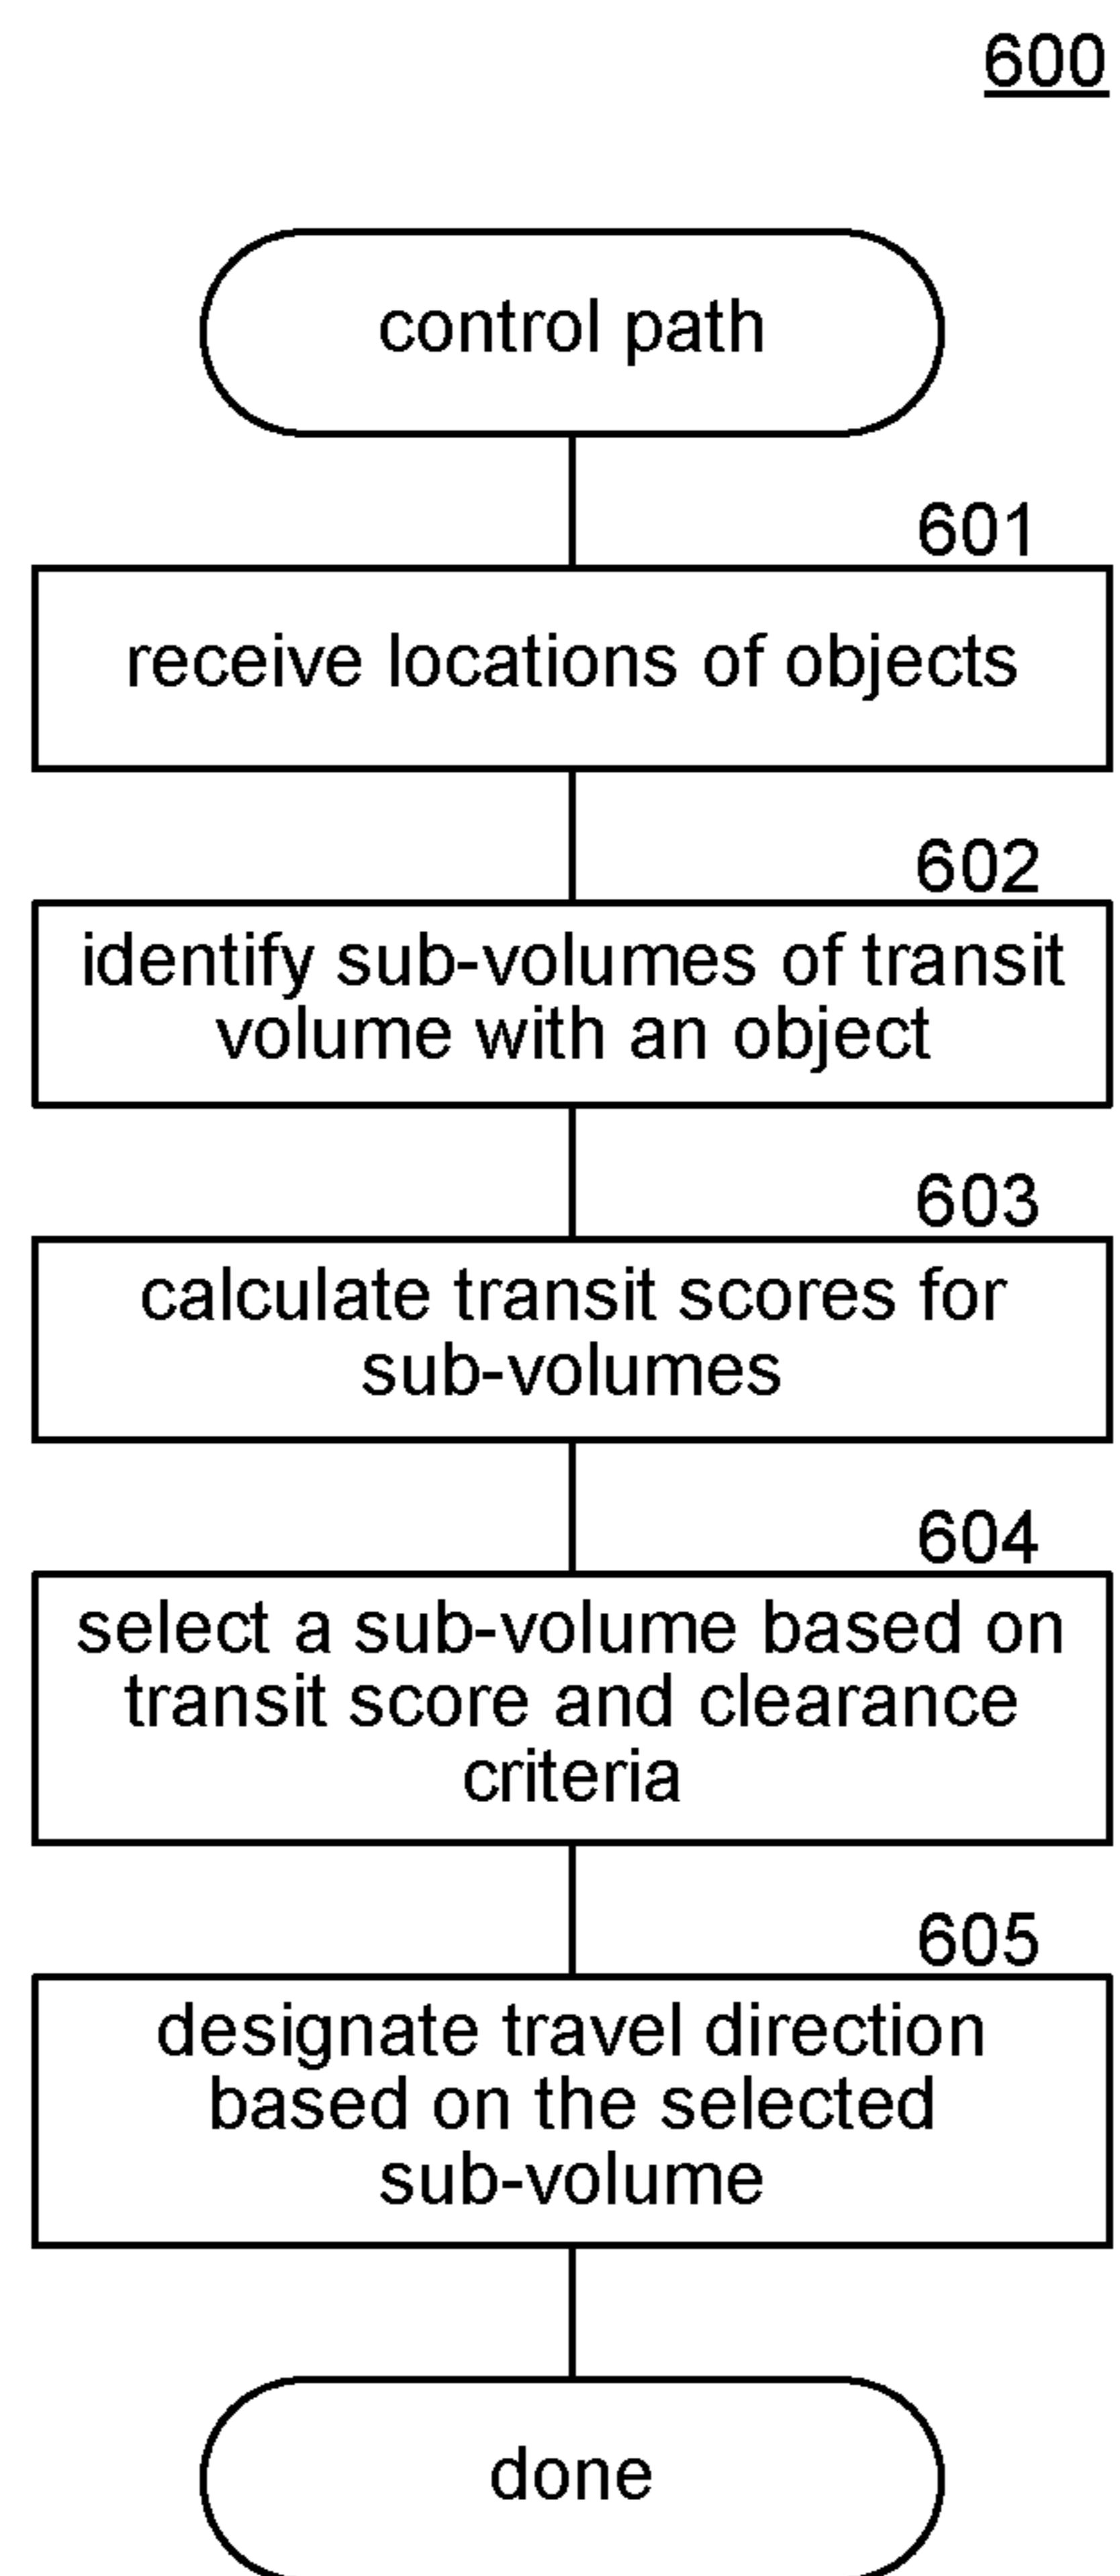 600
control path
601
receive locations of objects
602
identify sub-volumes of transit
volume with an object
603
calculate transit scores for
sub-volumes
604
select a sub-volume based on
transit score and clearance
criteria
605
designate travel direction
based on the selected
sub-volume
done